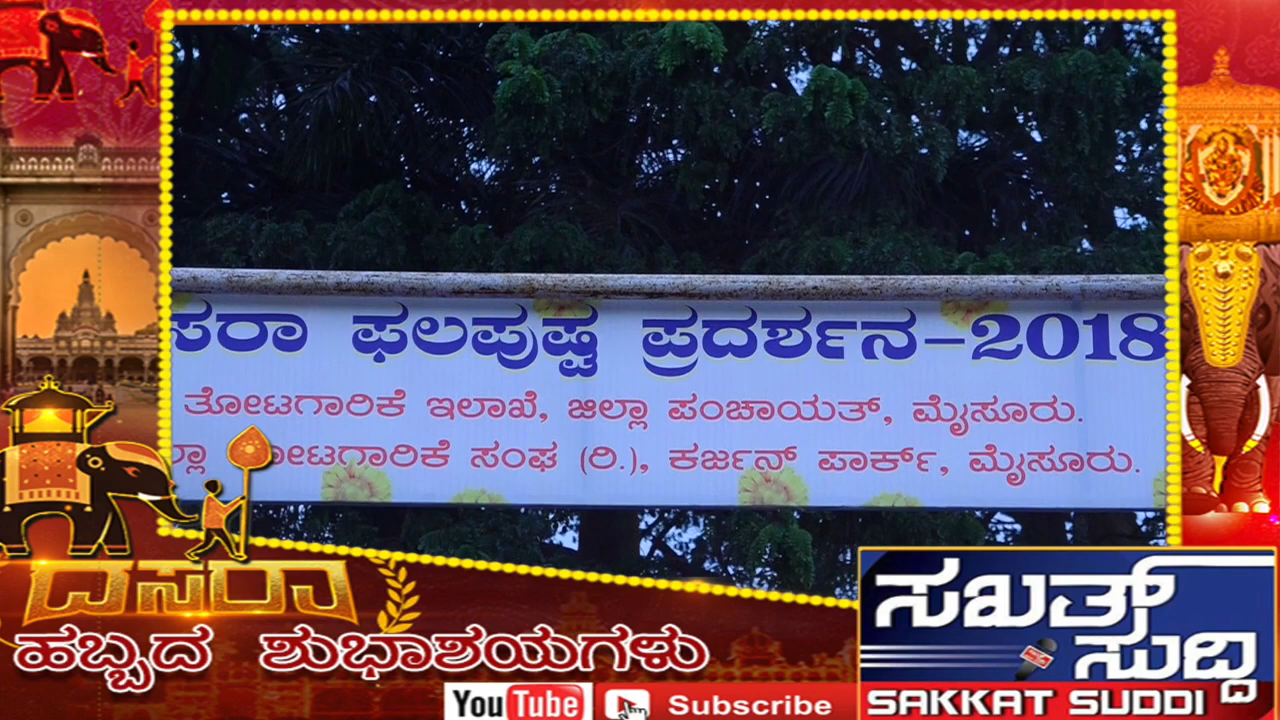 ಸರಾ ಫಲಪುಷ್ಪ ಪ್ರದರ್ಶನ-2018
ತೋಟಗಾರಿಕೆ ಇಲಾಖೆ, ಜಿಲ್ಲಾ ಪಂಚಾಯತ್, ಮೈಸೂರು.
ಲ್ಲಾ ತೋಟಗಾರಿಕೆ ಸಂಘ (ರಿ.), ಕರ್ಜನ್ ಪಾರ್ಕ್, ಮೈಸೂರು.
ದಸರಾ
ಹಬ್ಬದ ಶುಭಾಶಯಗಳು
ಸಖತ್
ಸುದ್ದಿ
SAKKAT SUDDI
YouTube Subscribe